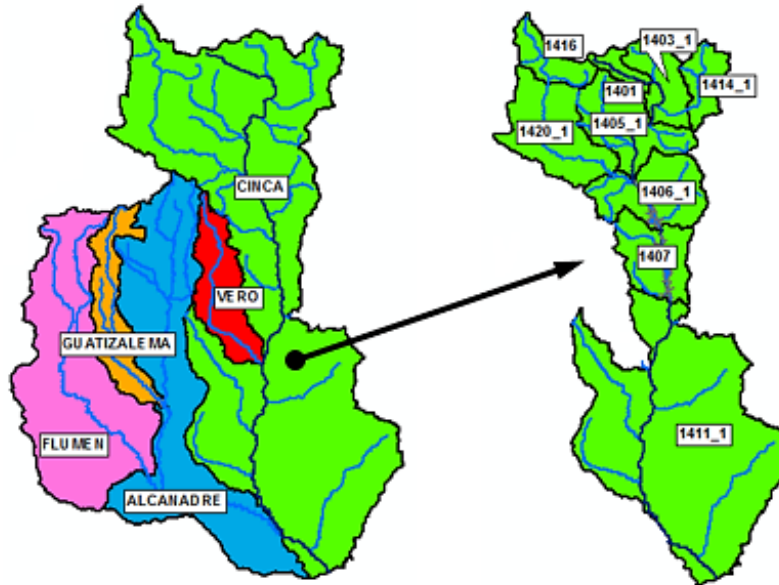 CINCA
VERO
GUATIZALEMA
FLUMEN
ALCANADRE
1416
1403_1
1401
1414_1
1420_1
1405_1
1406_1
1407
1411_1